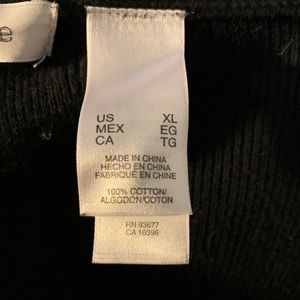 e
US XL
MEX EG
CA TG
MADE IN CHINA
HECHO EN CHINA
FABRIQUÉ EN CHINE
100% COTTON/
ALGODON/COTON
RN 93677
CA 16396